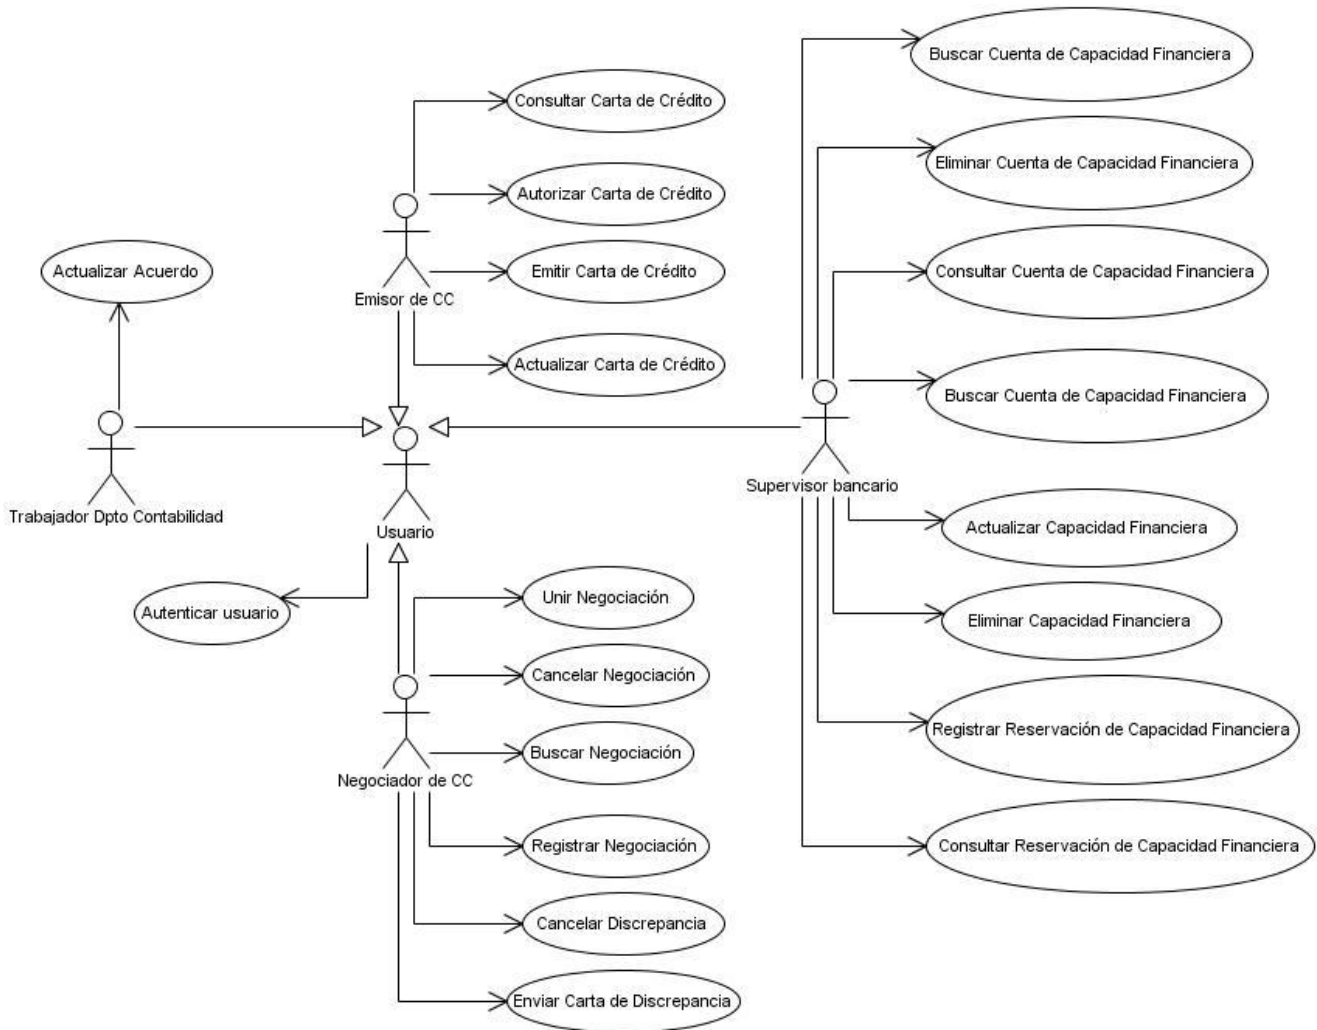 Buscar Cuenta de Capacidad Financiera
Consultar Carta de Crédito
Eliminar Cuenta de Capacidad Financiera
Autorizar Carta de Crédito
Actualizar Acuerdo
Emitir Carta de Crédito
Consultar Cuenta de Capacidad Financiera
Emisor de CC
Actualizar Carta de Crédito
Buscar Cuenta de Capacidad Financiera
Supervisor bancario
Trabajador Dpto Contabilidad
Usuario
Actualizar Capacidad Financiera
Autenticar usuario
Unir Negociación
Eliminar Capacidad Financiera
Cancelar Negociación
Registrar Reservación de Capacidad Financiera
Buscar Negociación
Negociador de CC
Registrar Negociación
Consultar Reservación de Capacidad Financiera
Cancelar Discrepancia
Enviar Carta de Discrepancia